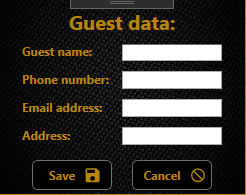 Guest data:
Guest name:
Phone number:
Email address:
Address:
Save Cancel